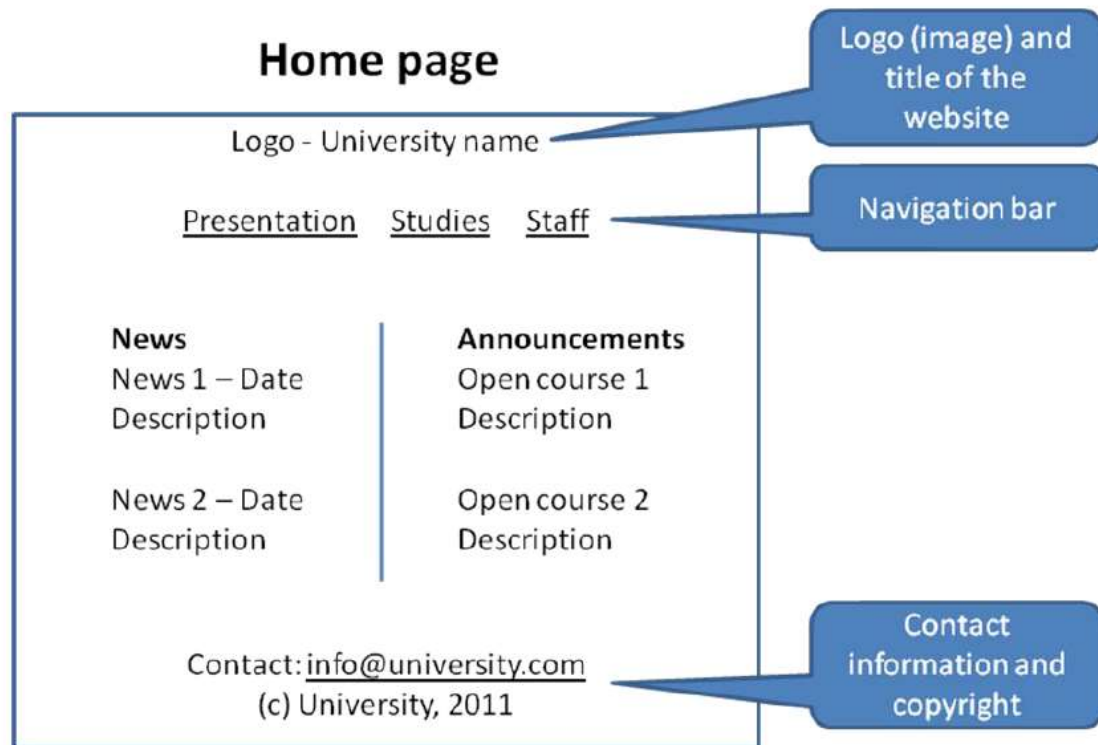 Home page
Logo (image) and
title of the
website
Logo - University name
Navigation bar
Presentation Studies Staff
News
News 1 – Date
Description
News 2 – Date
Description
Announcements
Open course 1
Description
Open course 2
Description
Contact: info@university.com
(c) University, 2011
Contact
information and
copyright